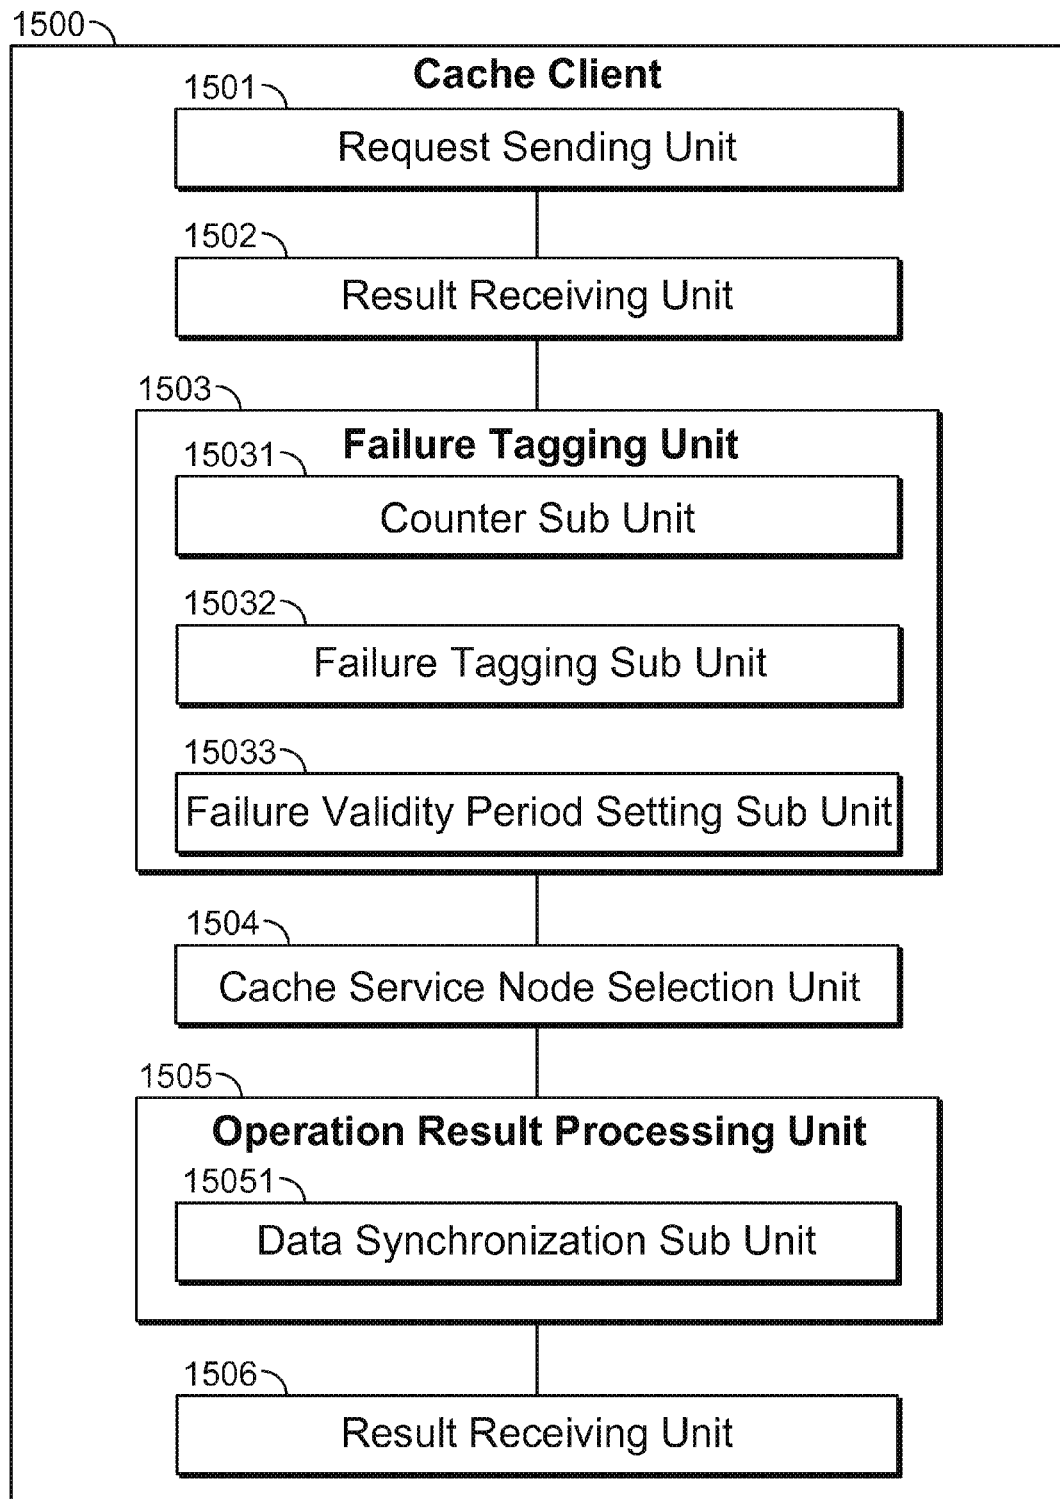 1500
Cache Client
1501
Request Sending Unit
1502
Result Receiving Unit
1503
Failure Tagging Unit
15031
Counter Sub Unit
15032
Failure Tagging Sub Unit
15033
Failure Validity Period Setting Sub Unit
1504
Cache Service Node Selection Unit
1505
Operation Result Processing Unit
15051
Data Synchronization Sub Unit
1506
Result Receiving Unit